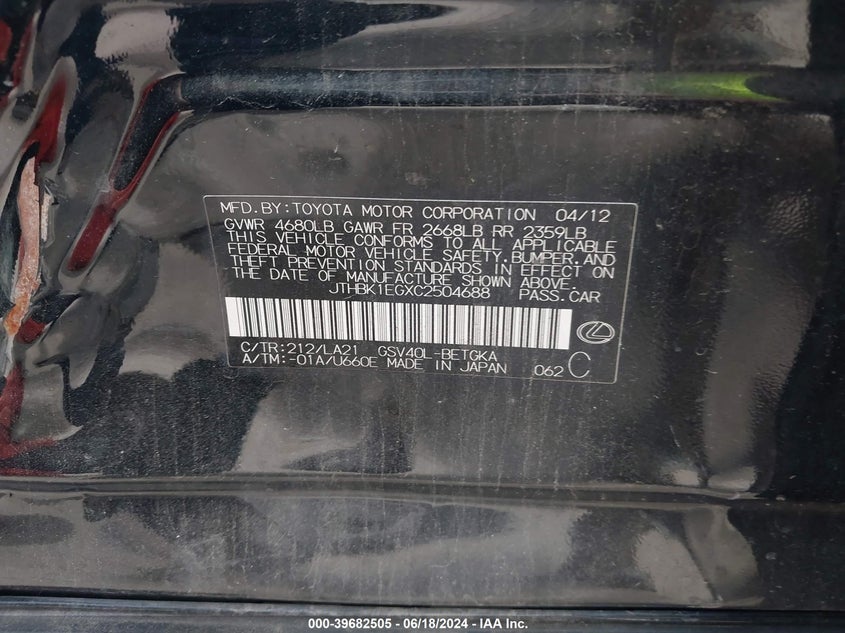 MFD.BY:TOYOTA MOTOR CORPORATION 04/12
GVWR 4680LB GAWR FR 2668LB RR 2359LB
THIS VEHICLE CONFORMS TO ALL APPLICABLE
FEDERAL MOTOR VEHICLE SAFETY,BUMPER,AND
THEFT PREVENTION STANDARDS IN EFFECT ON
THE DATE OF MANUFACTURE SHOWN ABOVE.
JTHBK1EGXC2504688 PASS.CAR
C/TR:212/LA21 GSV40L-BETGKA
A/TM:-01A/U660E MADE IN JAPAN 062 C
000-39682505 - 06/18/2024 - IAA Inc.